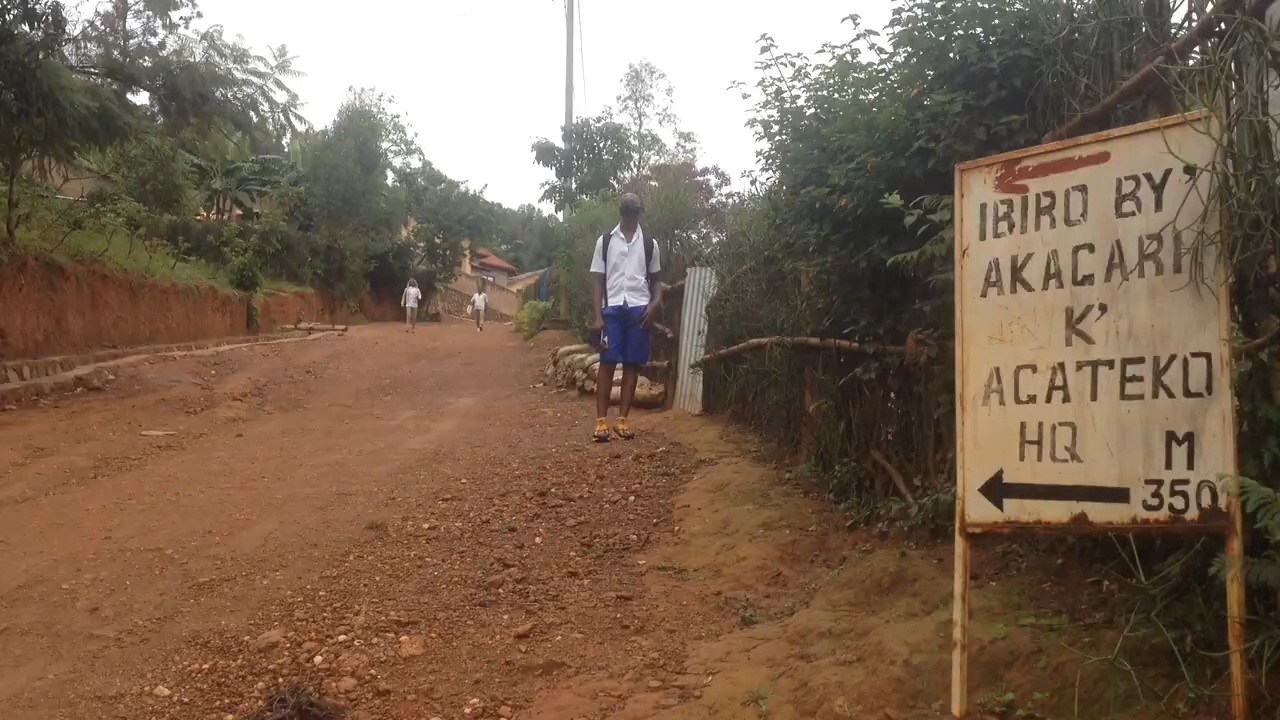 IBIRO BY'
AKAGARI
K'
AGATEKO
HQ M
350